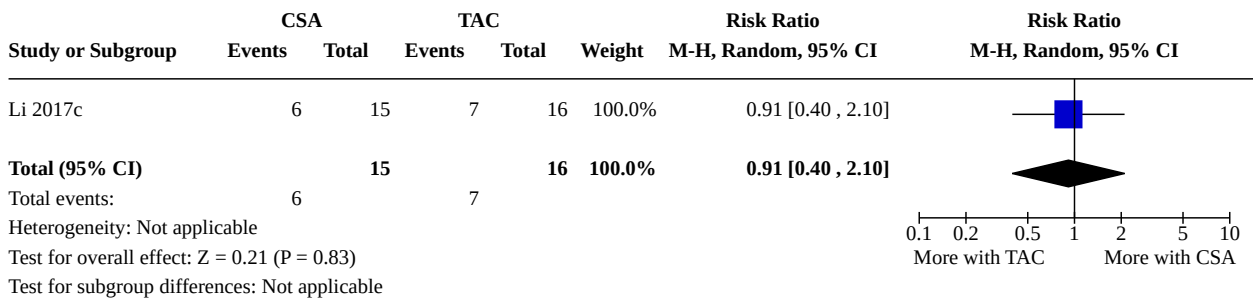 CSA TAC Risk Ratio Risk Ratio
Study or Subgroup Events Total Events Total Weight M-H, Random, 95% CI M-H, Random, 95% CI
Li 2017c 6 15 7 16 100.0% 0.91 [0.40 , 2.10]
Total (95% CI) 15 16 100.0% 0.91 [0.40 , 2.10]
Total events: 6 7
Heterogeneity: Not applicable
0.1 0.2 0.5 1 2 5 10
Test for overall effect: Z = 0.21 (P = 0.83) More with TAC More with CSA
Test for subgroup differences: Not applicable